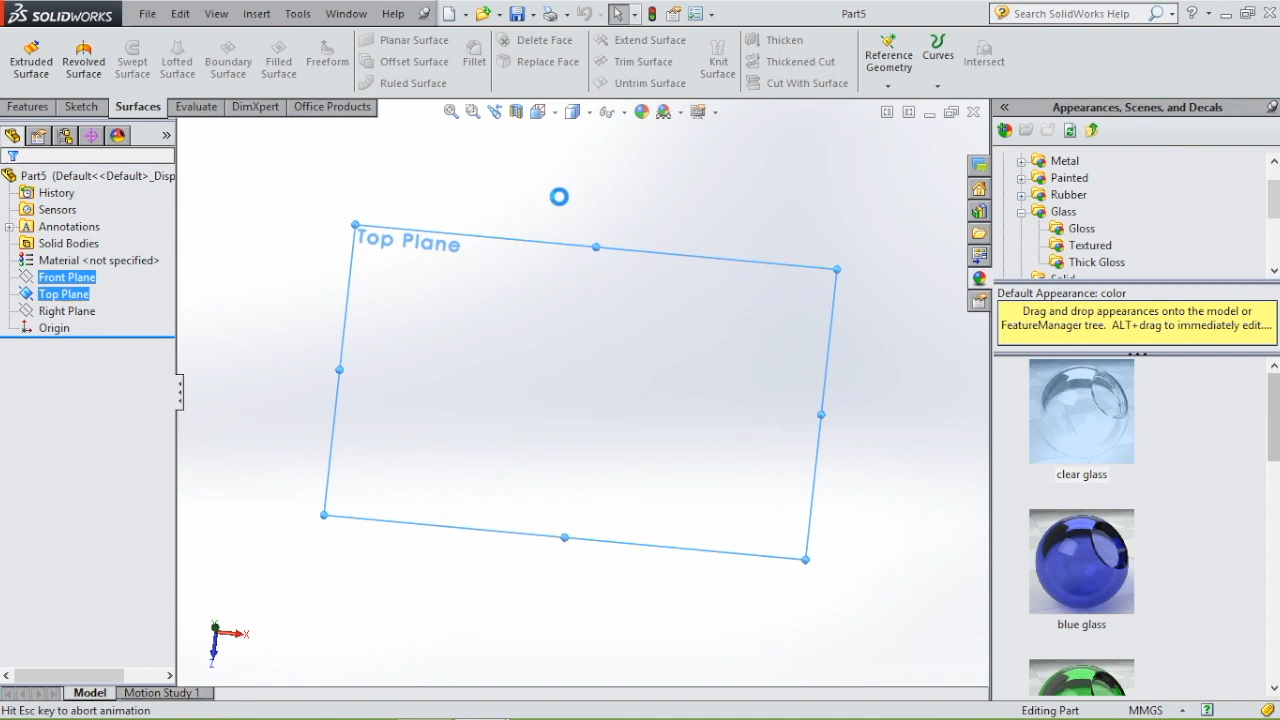 SOLIDWORKS File Edit View Insert Tools Window Help Part5 Search SolidWorks Help
Extruded Surface Revolved Surface Swept Surface Lofted Surface Boundary Surface Filled Surface Freeform
Planar Surface
Offset Surface
Ruled Surface
Fillet
Delete Face
Replace Face
Extend Surface
Trim Surface
Untrim Surface
Knit Surface
Thicken
Thickened Cut
Cut With Surface
Reference Geometry Curves Intersect
Features Sketch Surfaces Evaluate DimXpert Office Products
Part5 (Default<<Default>_Disp
History
Sensors
Annotations
Solid Bodies
Material <not specified>
Front Plane
Top Plane
Right Plane
Origin
Top Plane
X
Z
Appearances, Scenes, and Decals
Metal
Painted
Rubber
Glass
Gloss
Textured
Thick Glass
Default Appearance: color
Drag and drop appearances onto the model or
FeatureManager tree. ALT+drag to immediately edit....
clear glass
blue glass
Model Motion Study 1
Hit Esc key to abort animation Editing Part MMGS